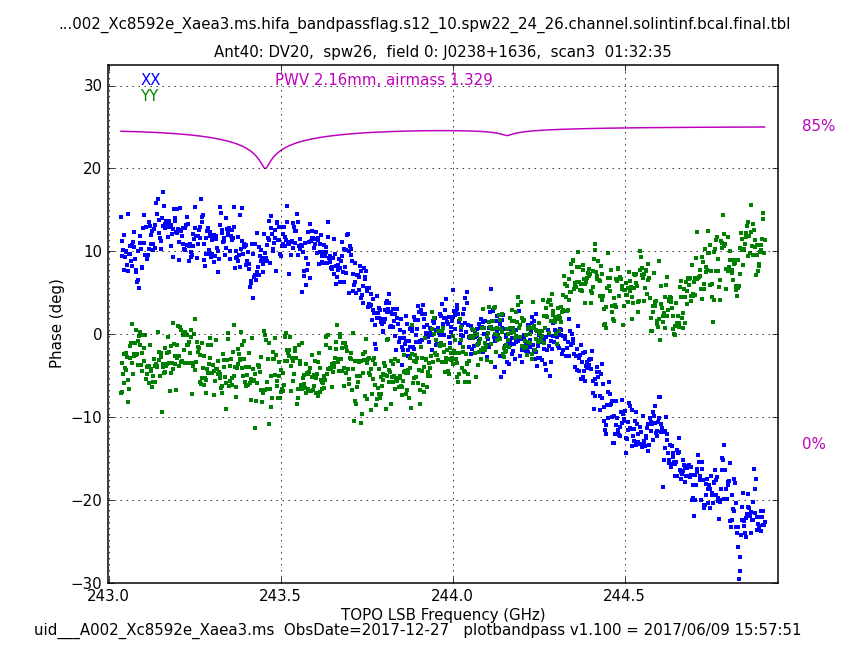 ...002_Xc8592e_Xaea3.ms.hifa_bandpassflag.s12_10.spw22_24_26.channel.solintinf.bcal.final.tbl
Ant40: DV20,  spw26,  field 0: J0238+1636,  scan3  01:32:35
XX
PWV 2.16mm, airmass 1.329
YY
30
20
10
0
−10
−20
−30
85%
0%
Phase (deg)
243.0
243.5
244.0
244.5
TOPO LSB Frequency (GHz)
uid___A002_Xc8592e_Xaea3.ms  ObsDate=2017-12-27   plotbandpass v1.100 = 2017/06/09 15:57:51